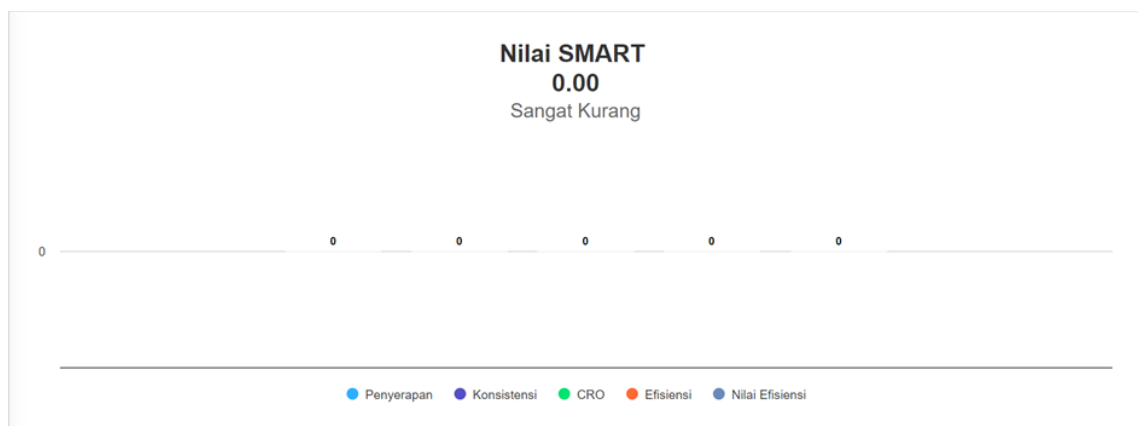 Nilai SMART
0.00
Sangat Kurang
0 0 0 0 0
0
Penyerapan Konsistensi CRO Efisiensi Nilai Efisiensi